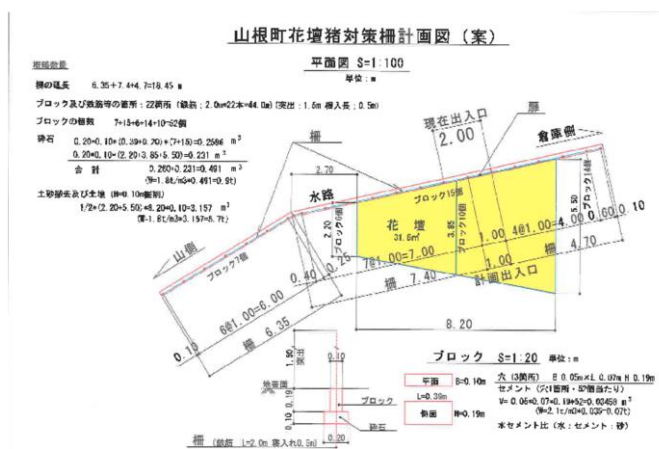 山根町花壇猪対策柵計画図（案）
平面図 S=1:100
単位：m
概略数量
柵の延長 6.35+7.4+4.7=18.45 m
ブロック及び鉄筋等の箇所：22箇所（鉄筋；2.0m×22本=44.0m）(突出：1.5m 根入長；0.5m)
ブロックの個数 7+15+6+14+10=52個
砕石 0.20×0.10×(0.39+0.70)×(7+15)=0.2596 m3
0.20×0.10×(2.20+3.85+5.50)=0.231 m3
合計 0.260+0.231=0.491 m3
(W=1.8t/m3×0.491=0.9t)
土砂撤去及び土壌 (H=0.10m
1/2×(2.20+5.50)×8.20×0.10=3.157 m3
(W=1.8t/m3×3.157=5.7t)
現在出入口
2.00
扉
倉庫側
柵
2.70
水路
ブロック15個
ブロック14個
5.50
花壇
31.6㎡
2.20
ブロック6個
3.85
ブロック10個
1.00
4@1.00=4.00
0.60
0.10
7@1.00=7.00
1.00
柵
4.70
計画出入口
柵
7.40
0.25
0.40
8.20
山側
ブロック7個
6@1.00=6.00
0.10
柵
6.35
1.50
突出
0.10
地盤面
0.19
0.10
ブロック
砕石
0.20
柵 (鉄筋 L=2.0m 根入れ0.5m)
ブロック S=1:20 単位：m
平面 B=0.10m
L=0.39m
側面 H=0.19m
穴 (3箇所) B 0.05m×L 0.07m H 0.19m
セメント (穴1箇所・52個当たり)
V= 0.05×0.07×0.19×52=0.03458 m3
(W=2.1t/m3×0.035=0.07t)
水セメント比（水：セメント：砂）